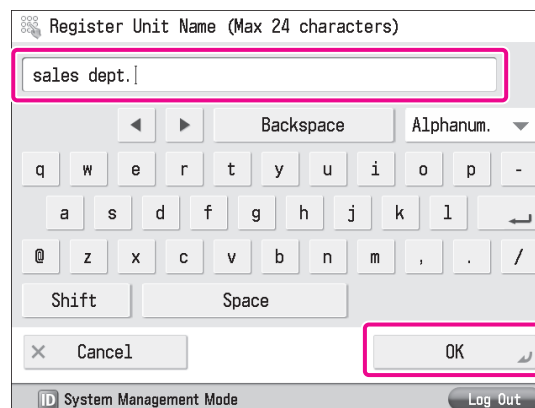 Register Unit Name (Max 24 characters)
sales dept.
◀ ▶ Backspace Alphanum.
q w e r t y u i o p -
a s d f g h j k l
@ z x c v b n m , . /
Shift Space
Cancel OK
ID System Management Mode Log Out